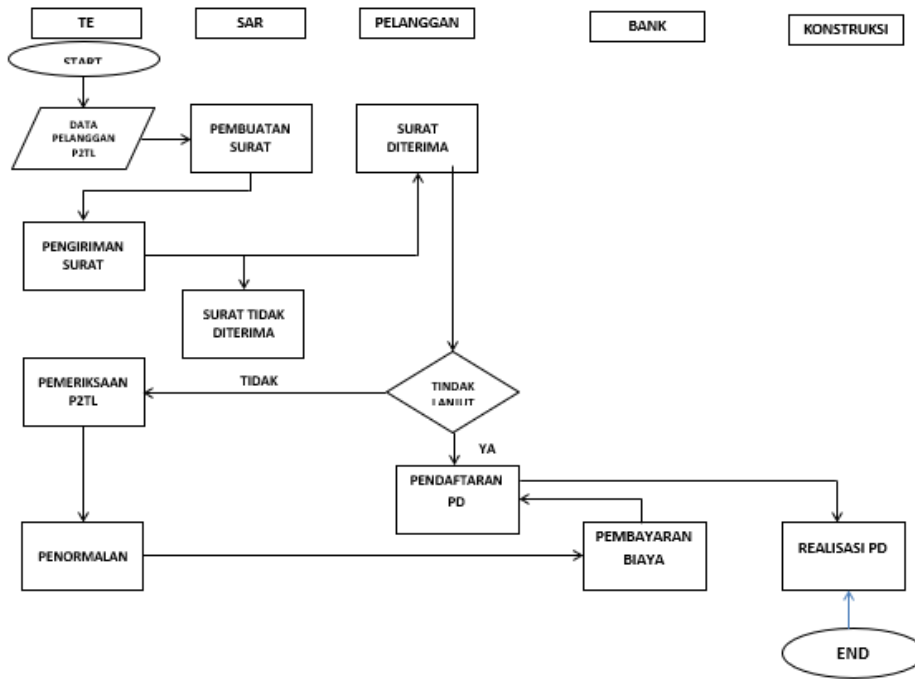 TE
SAR
PELANGGAN
BANK
KONSTRUKSI
START
DATA
PELANGGAN
P2TL
PEMBUATAN
SURAT
SURAT
DITERIMA
PENGIRIMAN
SURAT
SURAT TIDAK
DITERIMA
PEMERIKSAAN
P2TL
TIDAK
TINDAK
LANJUT
YA
PENDAFTARAN
PD
PENORMALAN
PEMBAYARAN
BIAYA
REALISASI PD
END